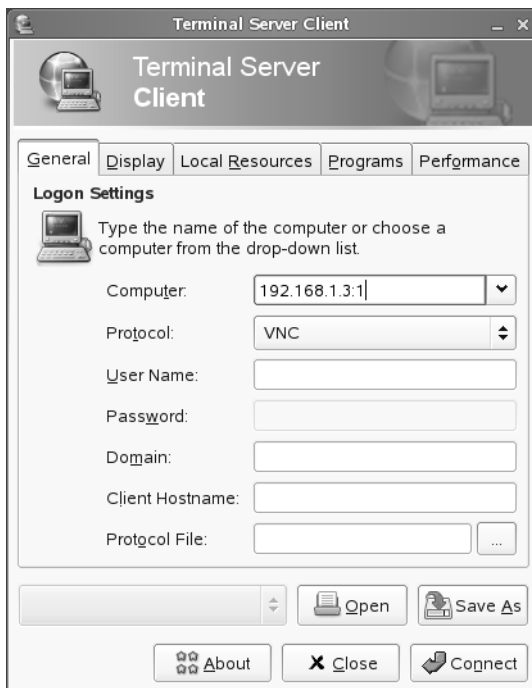 Terminal Server Client
Terminal Server
Client
General Display Local Resources Programs Performance
Logon Settings
Type the name of the computer or choose a
computer from the drop-down list.
Computer: 192.168.1.3:1
Protocol: VNC
User Name:
Password:
Domain:
Client Hostname:
Protocol File: ...
Open Save As
About Close Connect